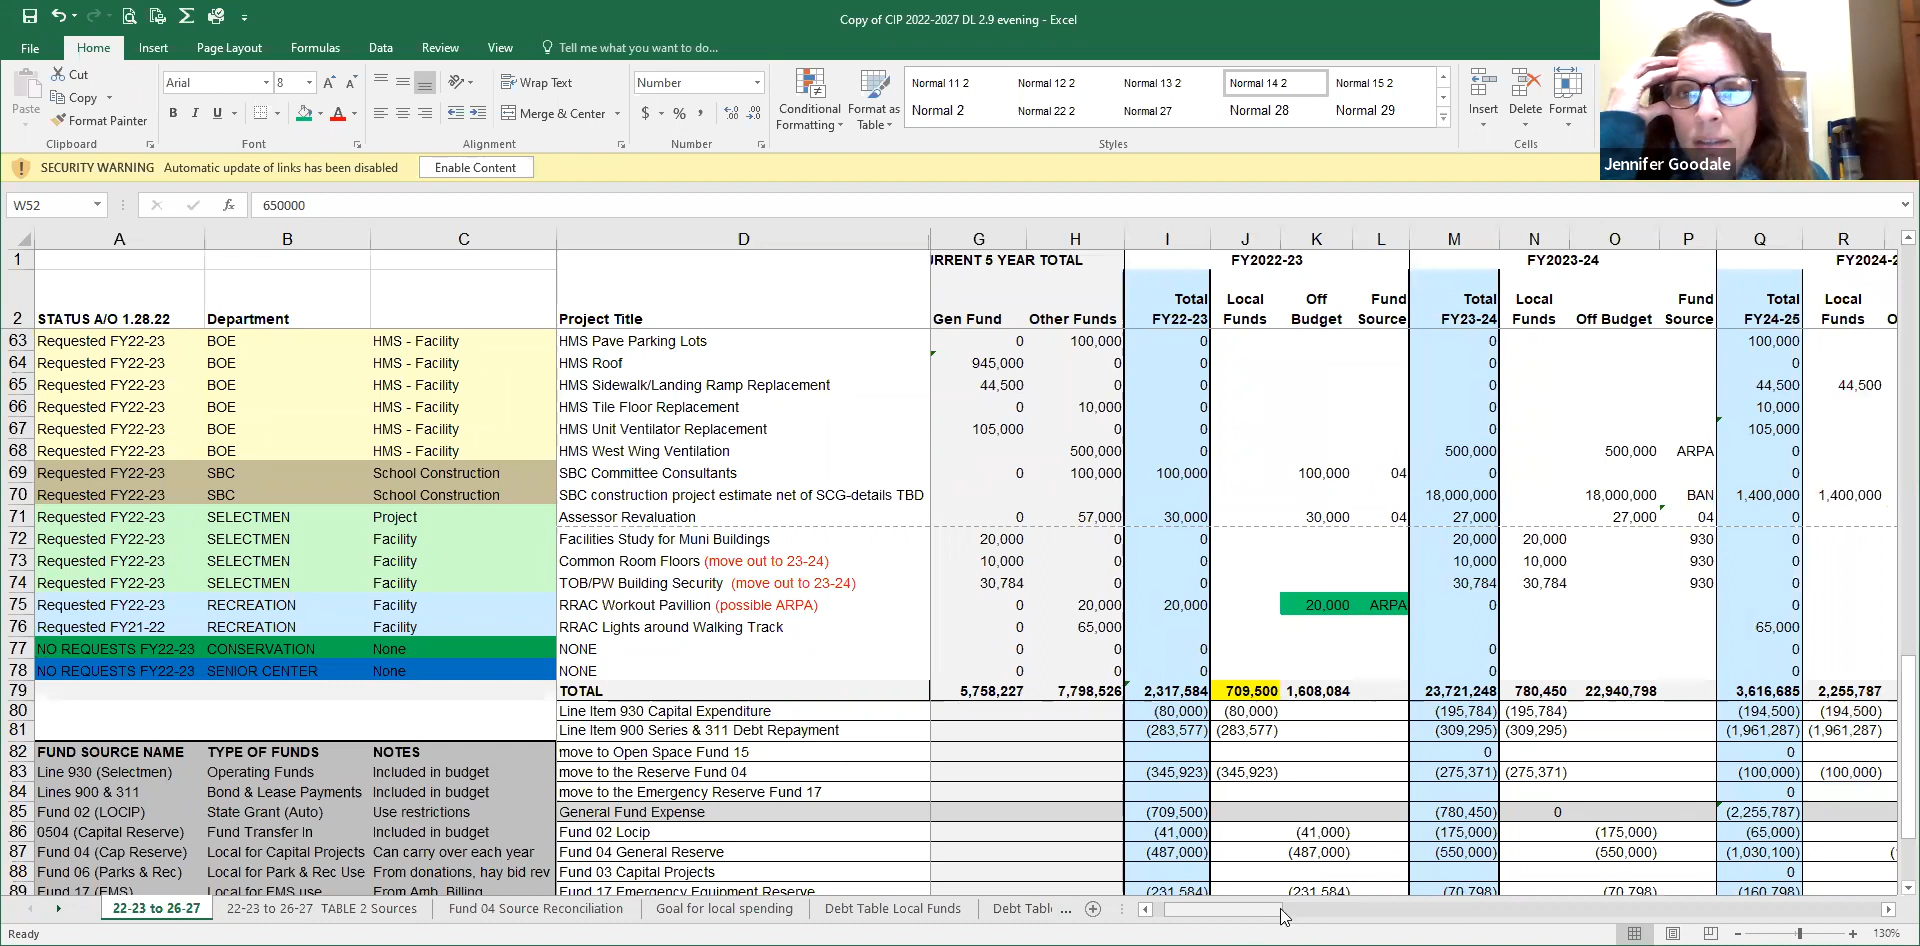 Copy of CIP 2022-2027 DL 2.9 evening - Excel
File Home Insert Page Layout Formulas Data Review View Tell me what you want to do...
Cut Arial 8 Wrap Text Number Normal 11 2 Normal 12 2 Normal 13 2 Normal 14 2 Normal 15 2
Paste Copy Format Painter B I U Merge & Center $ % Conditional Formatting Format as Table Normal 2 Normal 22 2 Normal 27 Normal 28 Normal 29 Insert Delete Format
Clipboard Font Alignment Number Styles Cells
Jennifer Goodale
SECURITY WARNING Automatic update of links has been disabled Enable Content
W52 fx 650000
A B C D G H I J K L M N O P Q R
1 URRENT 5 YEAR TOTAL FY2022-23 FY2023-24 FY2024-2
Total Local Off Fund Total Local Fund Total Local
2 STATUS A/O 1.28.22 Department Project Title Gen Fund Other Funds FY22-23 Funds Budget Source FY23-24 Funds Off Budget Source FY24-25 Funds O
63 Requested FY22-23 BOE HMS - Facility HMS Pave Parking Lots 0 100,000 0 0 100,000
64 Requested FY22-23 BOE HMS - Facility HMS Roof 945,000 0 0 0 0
65 Requested FY22-23 BOE HMS - Facility HMS Sidewalk/Landing Ramp Replacement 44,500 0 0 0 44,500 44,500
66 Requested FY22-23 BOE HMS - Facility HMS Tile Floor Replacement 0 10,000 0 0 10,000
67 Requested FY22-23 BOE HMS - Facility HMS Unit Ventilator Replacement 105,000 0 0 0 105,000
68 Requested FY22-23 BOE HMS - Facility HMS West Wing Ventilation 500,000 0 500,000 500,000 ARPA 0
69 Requested FY22-23 SBC School Construction SBC Committee Consultants 0 100,000 100,000 100,000 04 0 0
70 Requested FY22-23 SBC School Construction SBC construction project estimate net of SCG-details TBD 18,000,000 18,000,000 BAN 1,400,000 1,400,000
71 Requested FY22-23 SELECTMEN Project Assessor Revaluation 0 57,000 30,000 30,000 04 27,000 27,000 04 0
72 Requested FY22-23 SELECTMEN Facility Facilities Study for Muni Buildings 20,000 0 0 20,000 20,000 930 0
73 Requested FY22-23 SELECTMEN Facility Common Room Floors (move out to 23-24) 10,000 0 0 10,000 10,000 930 0
74 Requested FY22-23 SELECTMEN Facility TOB/PW Building Security (move out to 23-24) 30,784 0 0 30,784 30,784 930 0
75 Requested FY22-23 RECREATION Facility RRAC Workout Pavillion (possible ARPA) 0 20,000 20,000 20,000 ARPA 0 0
76 Requested FY21-22 RECREATION Facility RRAC Lights around Walking Track 0 65,000 65,000
77 NO REQUESTS FY22-23 CONSERVATION None NONE 0 0 0 0 0
78 NO REQUESTS FY22-23 SENIOR CENTER None NONE 0 0 0 0 0
79 TOTAL 5,758,227 7,798,526 2,317,584 709,500 1,608,084 23,721,248 780,450 22,940,798 3,616,685 2,255,787
80 Line Item 930 Capital Expenditure (80,000) (80,000) (195,784) (195,784) (194,500) (194,500)
81 Line Item 900 Series & 311 Debt Repayment (283,577) (283,577) (309,295) (309,295) (1,961,287) (1,961,287)
82 FUND SOURCE NAME TYPE OF FUNDS NOTES move to Open Space Fund 15 0 0
83 Line 930 (Selectmen) Operating Funds Included in budget move to the Reserve Fund 04 (345,923) (345,923) (275,371) (275,371) (100,000) (100,000)
84 Lines 900 & 311 Bond & Lease Payments Included in budget move to the Emergency Reserve Fund 17 0
85 Fund 02 (LOCIP) State Grant (Auto) Use restrictions General Fund Expense (709,500) (780,450) 0 (2,255,787)
86 0504 (Capital Reserve) Fund Transfer In Included in budget Fund 02 Locip (41,000) (41,000) (175,000) (175,000) (65,000)
87 Fund 04 (Cap Reserve) Local for Capital Projects Can carry over each year Fund 04 General Reserve (487,000) (487,000) (550,000) (550,000) (1,030,100) (
88 Fund 06 (Parks & Rec) Local for Park & Rec Use From donations, hay bid rev Fund 03 Capital Projects 0
89 Fund 17 (EMS) Local for EMS use From Amb. Billing Fund 17 Emergency Equipment Reserve (231,584) (231,584) (70,798) (70,798) (160,798)
22-23 to 26-27 22-23 to 26-27 TABLE 2 Sources Fund 04 Source Reconciliation Goal for local spending Debt Table Local Funds Debt Tabl ...
Ready 130%